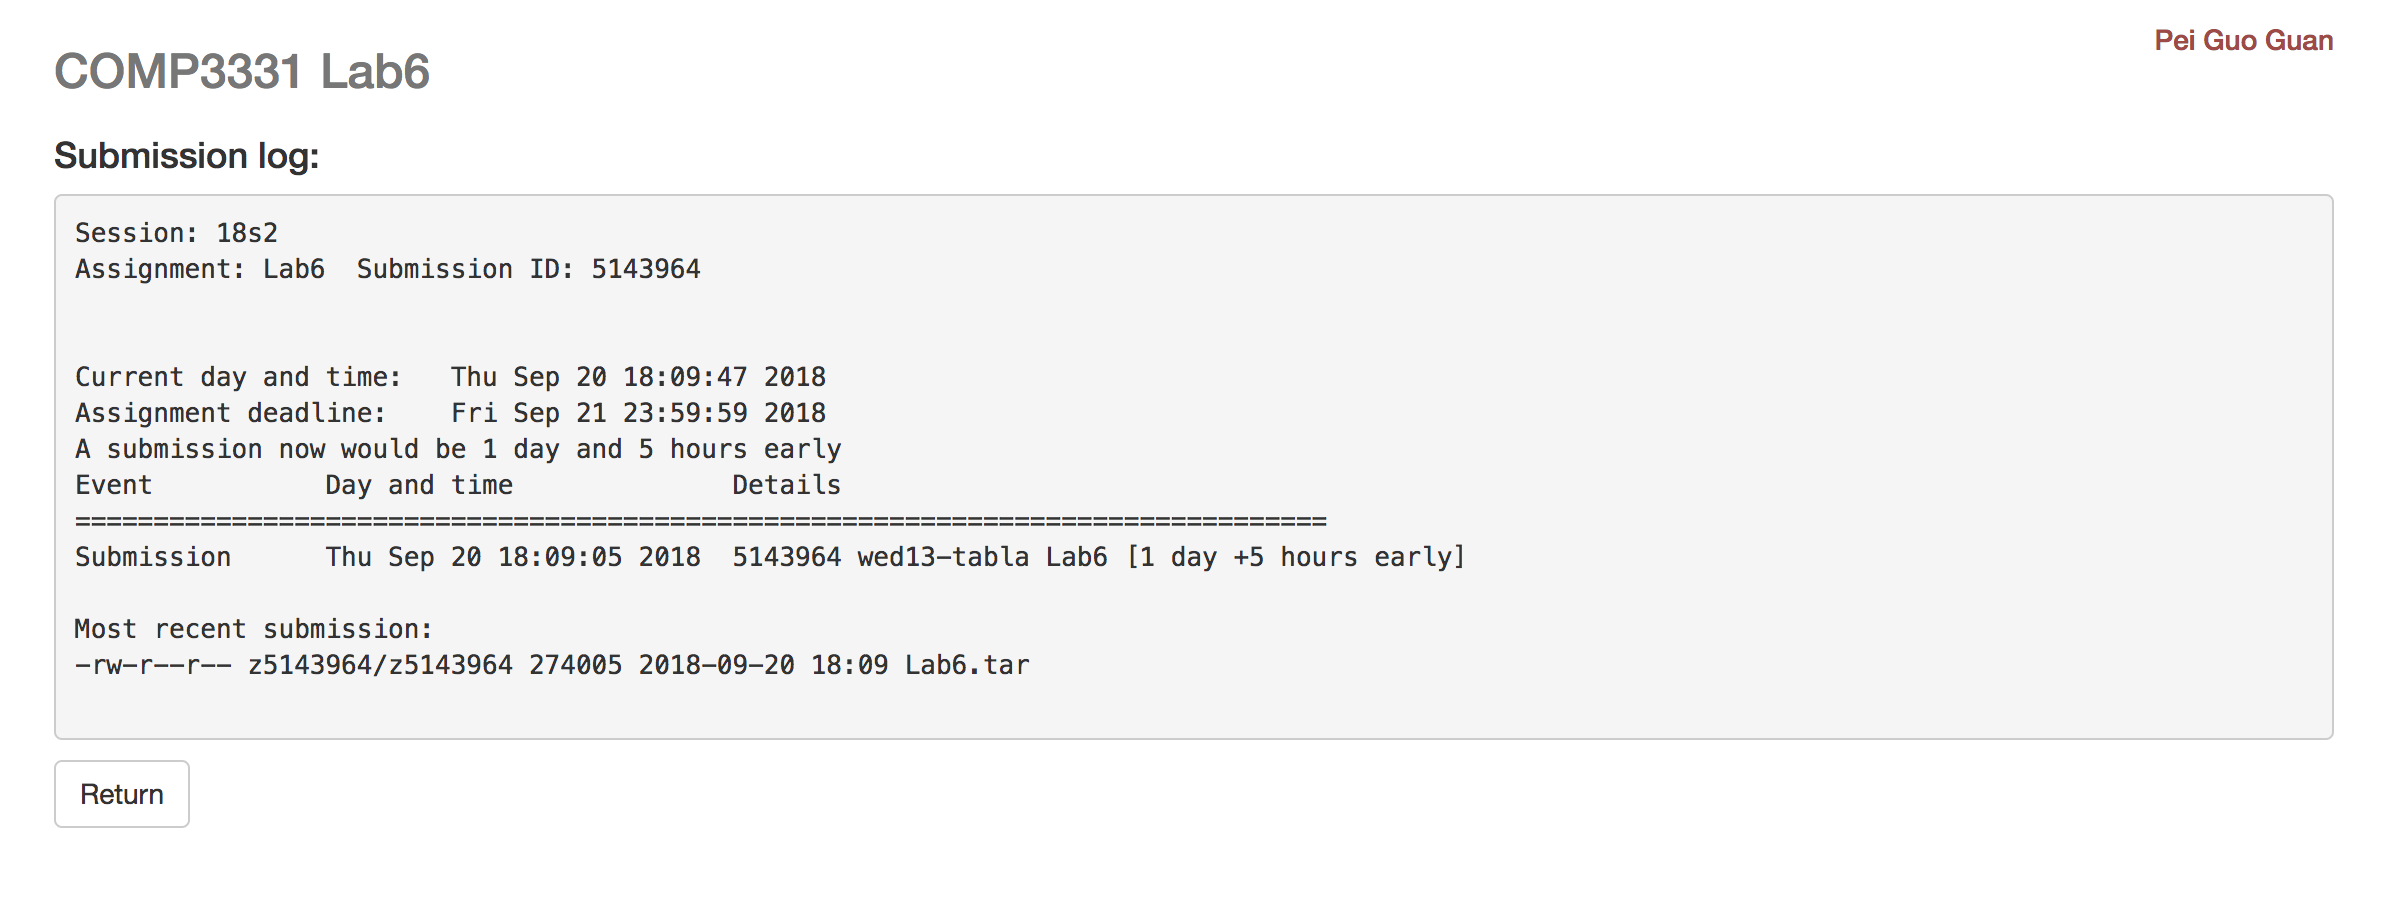 Pei Guo Guan
COMP3331 Lab6
Submission log:
Session: 18s2
Assignment: Lab6  Submission ID: 5143964
Current day and time:   Thu Sep 20 18:09:47 2018
Assignment deadline:    Fri Sep 21 23:59:59 2018
A submission now would be 1 day and 5 hours early
Event           Day and time              Details
================================================================================
Submission      Thu Sep 20 18:09:05 2018  5143964 wed13-tabla Lab6 [1 day +5 hours early]
Most recent submission:
-rw-r--r-- z5143964/z5143964 274005 2018-09-20 18:09 Lab6.tar
Return